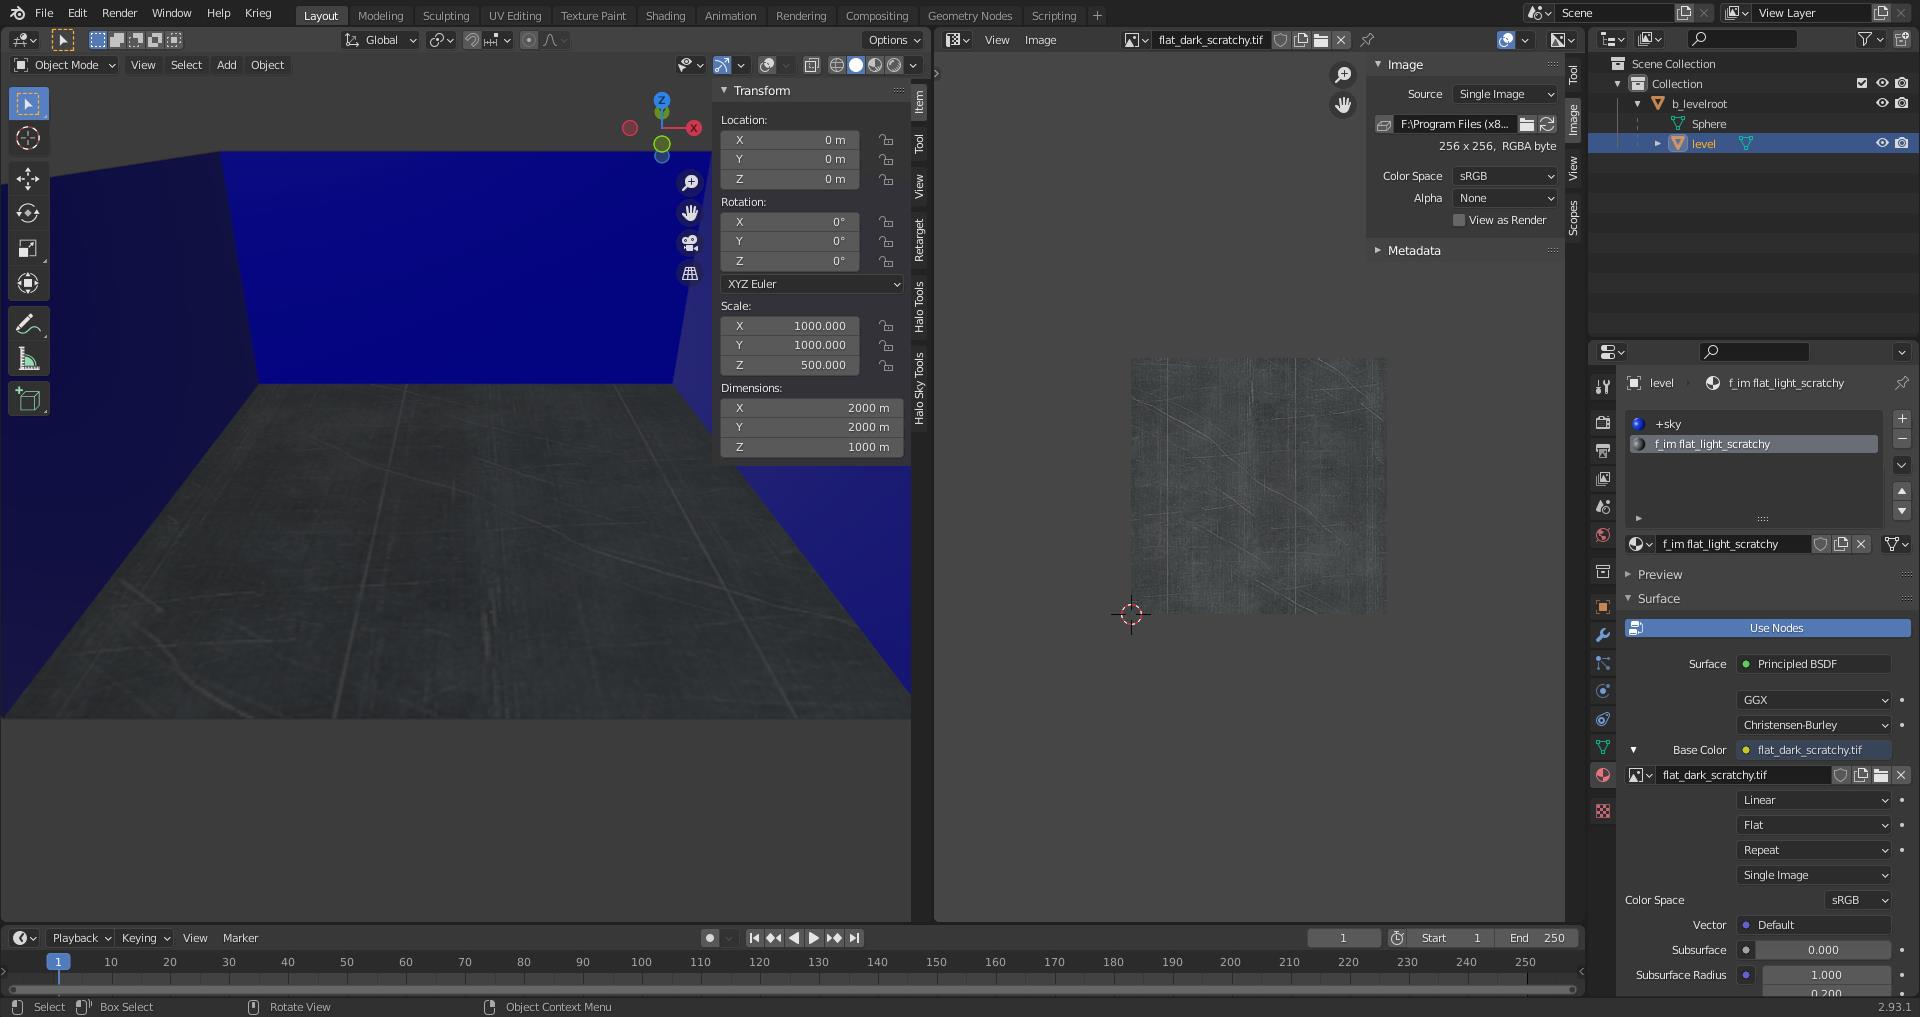 File Edit Render Window Help Krieg Layout Modeling Sculpting UV Editing Texture Paint Shading Animation Rendering Compositing Geometry Nodes Scripting + Scene View Layer
Global Options View Image flat_dark_scratchy.tif
Object Mode View Select Add Object
Transform
Location:
X 0 m
Y 0 m
Z 0 m
Rotation:
X 0°
Y 0°
Z 0°
XYZ Euler
Scale:
X 1000.000
Y 1000.000
Z 500.000
Dimensions:
X 2000 m
Y 2000 m
Z 1000 m
Item
Tool
View
Retarget
Halo Tools
Halo Sky Tools
Z
X
Image
Source Single Image
F:\Program Files (x8...
256 x 256, RGBA byte
Color Space sRGB
Alpha None
View as Render
Metadata
Tool
Image
View
Scopes
Scene Collection
Collection
b_levelroot
Sphere
level
level f_im flat_light_scratchy
+sky
f_im flat_light_scratchy
f_im flat_light_scratchy
Preview
Surface
Use Nodes
Surface Principled BSDF
GGX
Christensen-Burley
Base Color flat_dark_scratchy.tif
flat_dark_scratchy.tif
Linear
Flat
Repeat
Single Image
Color Space sRGB
Vector Default
Subsurface 0.000
Subsurface Radius 1.000
0.200
Playback Keying View Marker 1 Start 1 End 250
1 10 20 30 40 50 60 70 80 90 100 110 120 130 140 150 160 170 180 190 200 210 220 230 240 250
Select Box Select Rotate View Object Context Menu 2.93.1